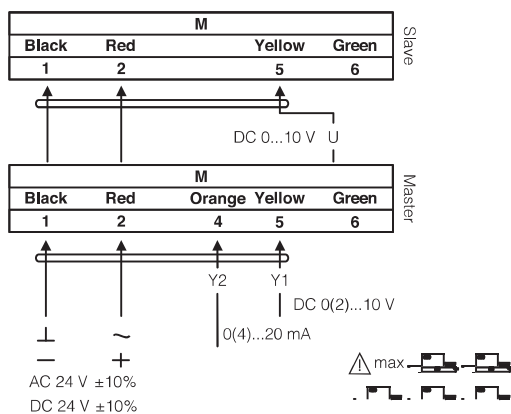 M
Black Red Yellow Green
1 2 5 6
Slave
DC 0...10 V U
M
Black Red Orange Yellow Green
1 2 4 5 6
Master
Y2 Y1
DC 0(2)...10 V
0(4)...20 mA
⊥ ~
– +
AC 24 V ±10%
DC 24 V ±10%
max